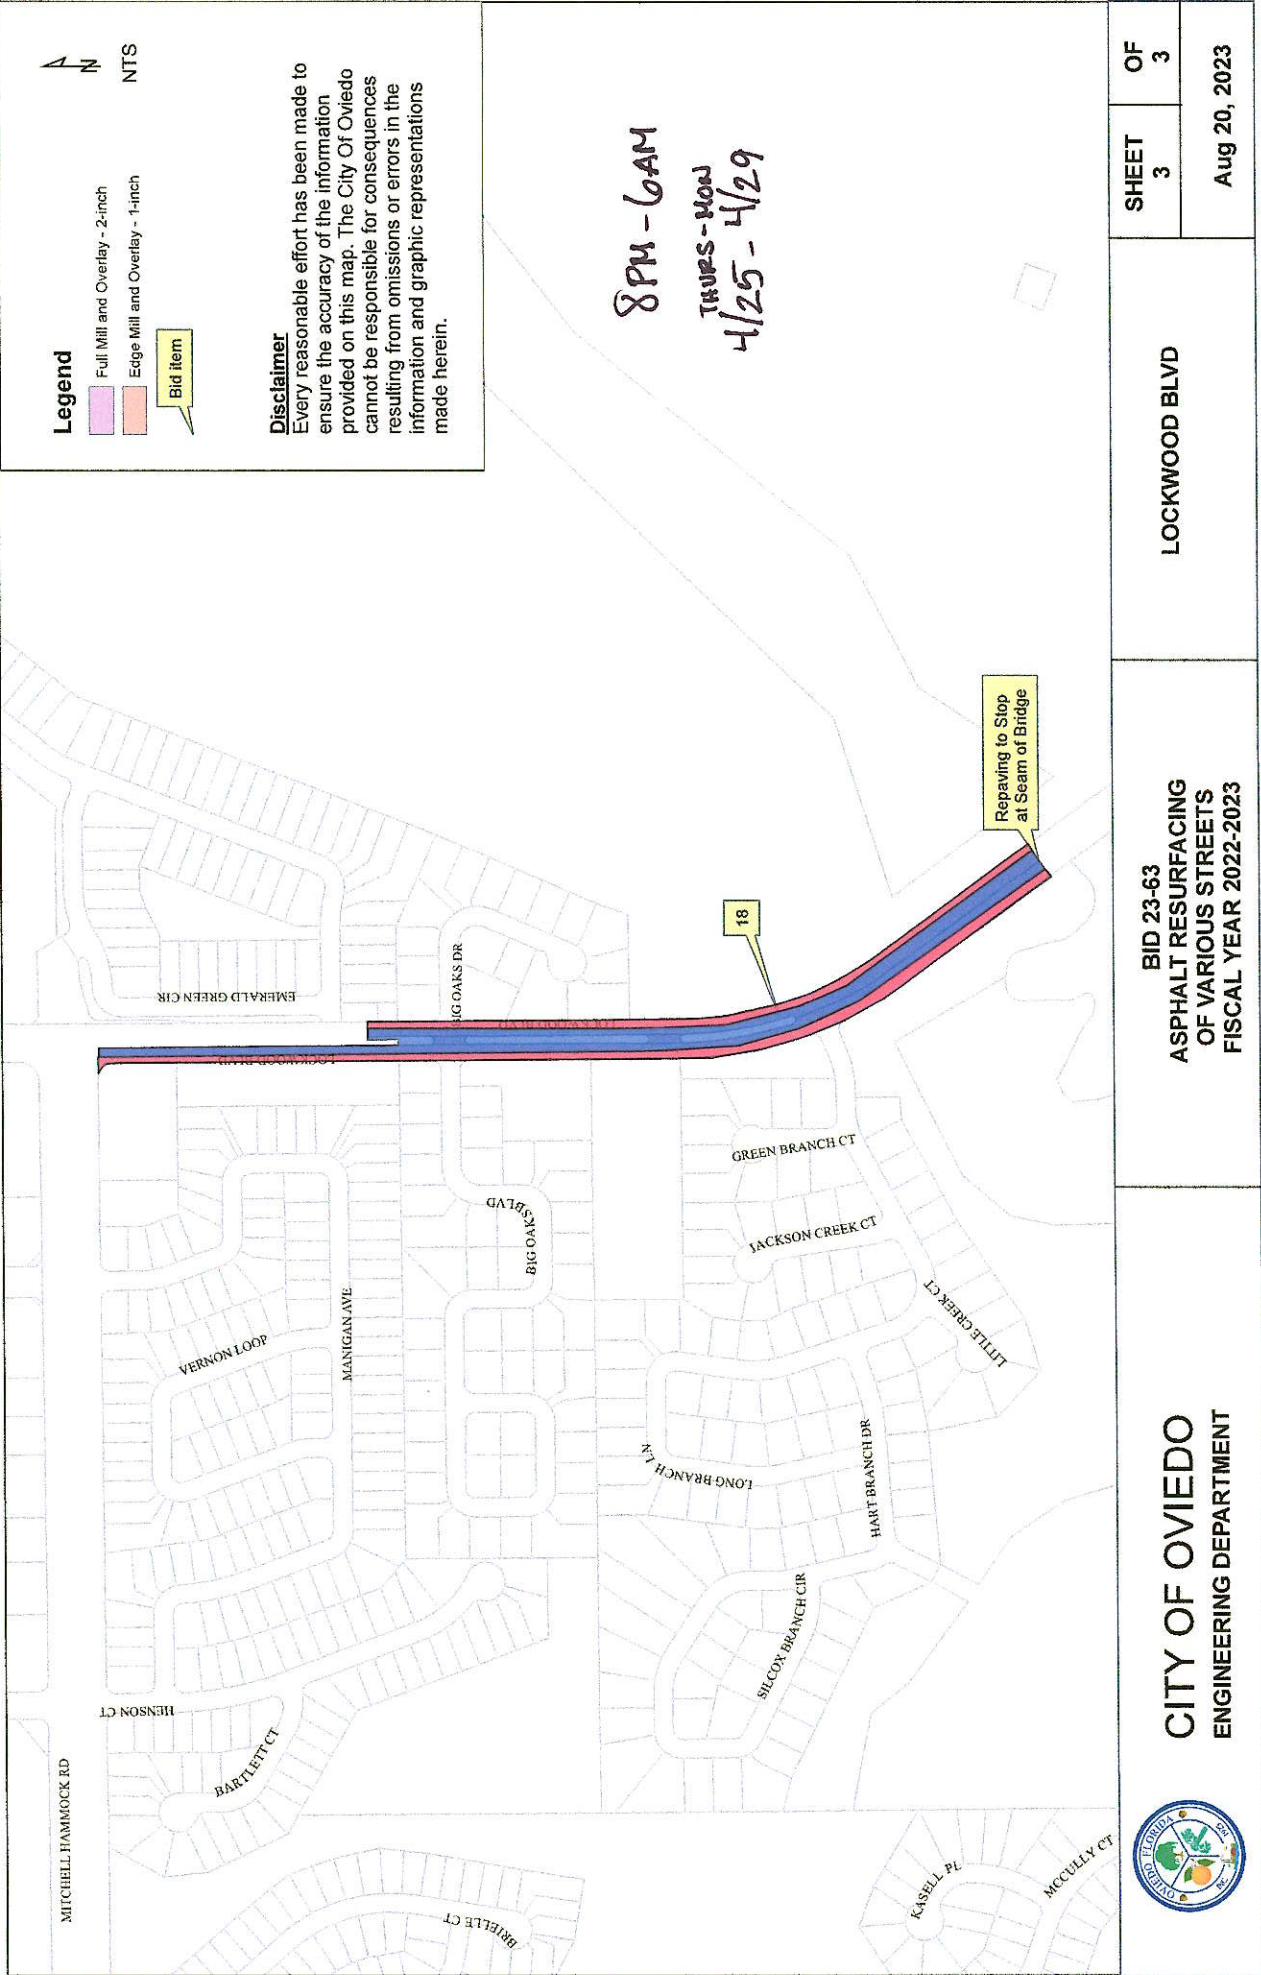 Legend
Full Mill and Overlay - 2-inch
Edge Mill and Overlay - 1-inch
Bid item
N
NTS
Disclaimer
Every reasonable effort has been made to
ensure the accuracy of the information
provided on this map. The City Of Oviedo
cannot be responsible for consequences
resulting from omissions or errors in the
information and graphic representations
made herein.
8PM - 6AM
THURS - MON
4/25 - 4/29
MITCHELL HAMMOCK RD
HENSON CT
BARTLETT CT
BRIELLE CT
VERNON LOOP
MANIGAN AVE
EMERALD GREEN CIR
LOCKWOOD BLVD
BIG OAKS DR
LOCKWOOD BLVD
BIG OAKS BLVD
18
Repaving to Stop
at Seam of Bridge
GREEN BRANCH CT
JACKSON CREEK CT
LITTLE CREEK CT
LONG BRANCH LN
HART BRANCH DR
SILCOX BRANCH CIR
KASELL PL
MCCULLY CT
OVIEDO FLORIDA
INC.
1925
CITY OF OVIEDO
ENGINEERING DEPARTMENT
BID 23-63
ASPHALT RESURFACING
OF VARIOUS STREETS
FISCAL YEAR 2022-2023
LOCKWOOD BLVD
SHEET OF
3 3
Aug 20, 2023